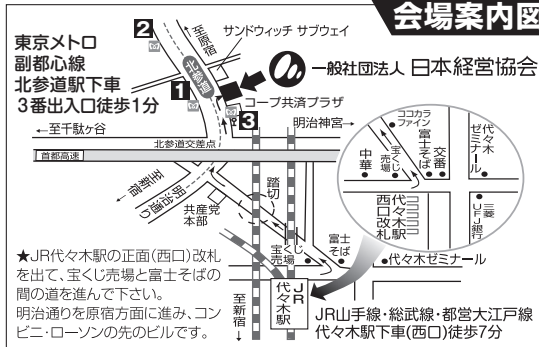 会場案内図
東京メトロ
副都心線
北参道駅下車
3番出入口徒歩1分
2
至原宿
サンドウィッチ サブウェイ
北参道
一般社団法人 日本経営協会
1
コープ共済プラザ
3
←至千駄ヶ谷
明治神宮→
北参道交差点
首都高速
至新宿
明治通り
共産党
本部
踏切
宝くじ
売場
富士
そば
代々木ゼミナール
JR
代々木駅
至新宿
↓
ココカラ
ファイン
中華
宝くじ
売場
富士そば
交番
代々木
ゼミナール
代々木駅
西口改札
三菱
UFJ銀行
★JR代々木駅の正面(西口)改札
を出て、宝くじ売場と富士そばの
間の道を進んで下さい。
明治通りを原宿方面に進み、コン
ビニ・ローソンの先のビルです。
JR山手線・総武線・都営大江戸線
代々木駅下車(西口)徒歩7分